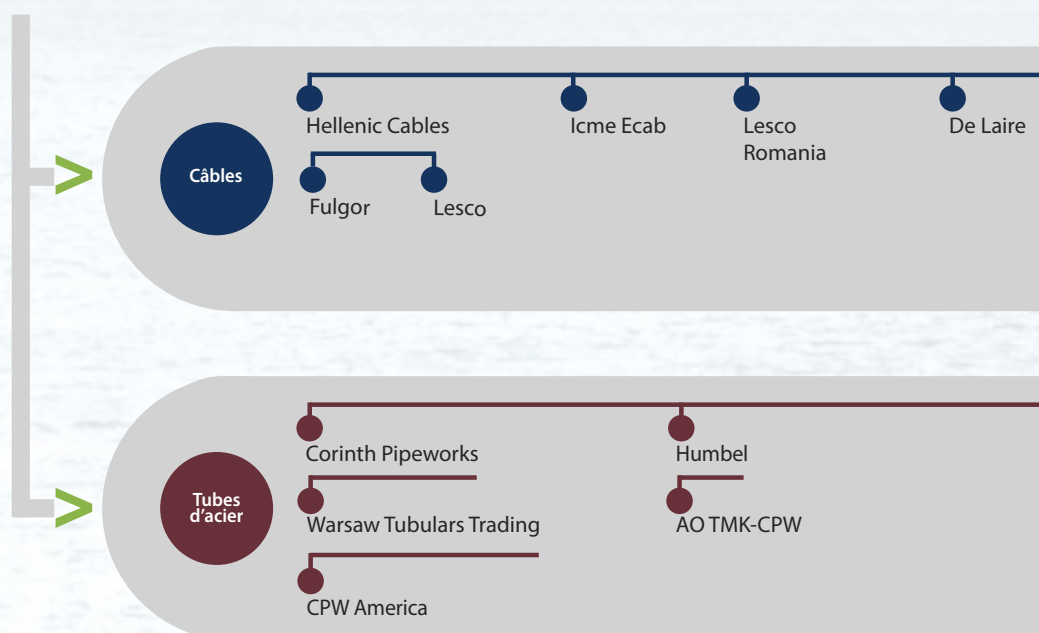 Câbles
Hellenic Cables
Icme Ecab
Lesco
Romania
De Laire
Fulgor
Lesco
Tubes
d'acier
Corinth Pipeworks
Humbel
Warsaw Tubulars Trading
AO TMK-CPW
CPW America